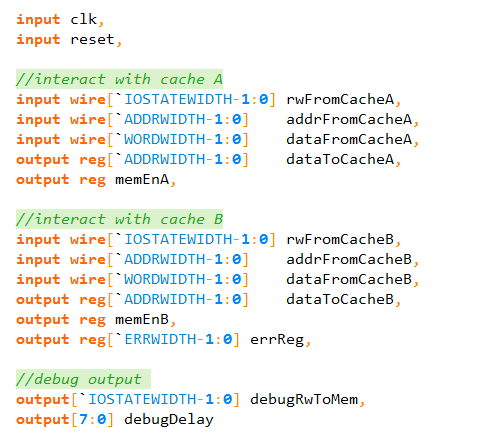 input clk,
input reset,
//interact with cache A
input wire[`IOSTATEWIDTH-1:0] rwFromCacheA,
input wire[`ADDRWIDTH-1:0] addrFromCacheA,
input wire[`WORDWIDTH-1:0] dataFromCacheA,
output reg[`ADDRWIDTH-1:0] dataToCacheA,
output reg memEnA,
//interact with cache B
input wire[`IOSTATEWIDTH-1:0] rwFromCacheB,
input wire[`ADDRWIDTH-1:0] addrFromCacheB,
input wire[`WORDWIDTH-1:0] dataFromCacheB,
output reg[`ADDRWIDTH-1:0] dataToCacheB,
output reg memEnB,
output reg[`ERRWIDTH-1:0] errReg,
//debug output
output[`IOSTATEWIDTH-1:0] debugRwToMem,
output[7:0] debugDelay